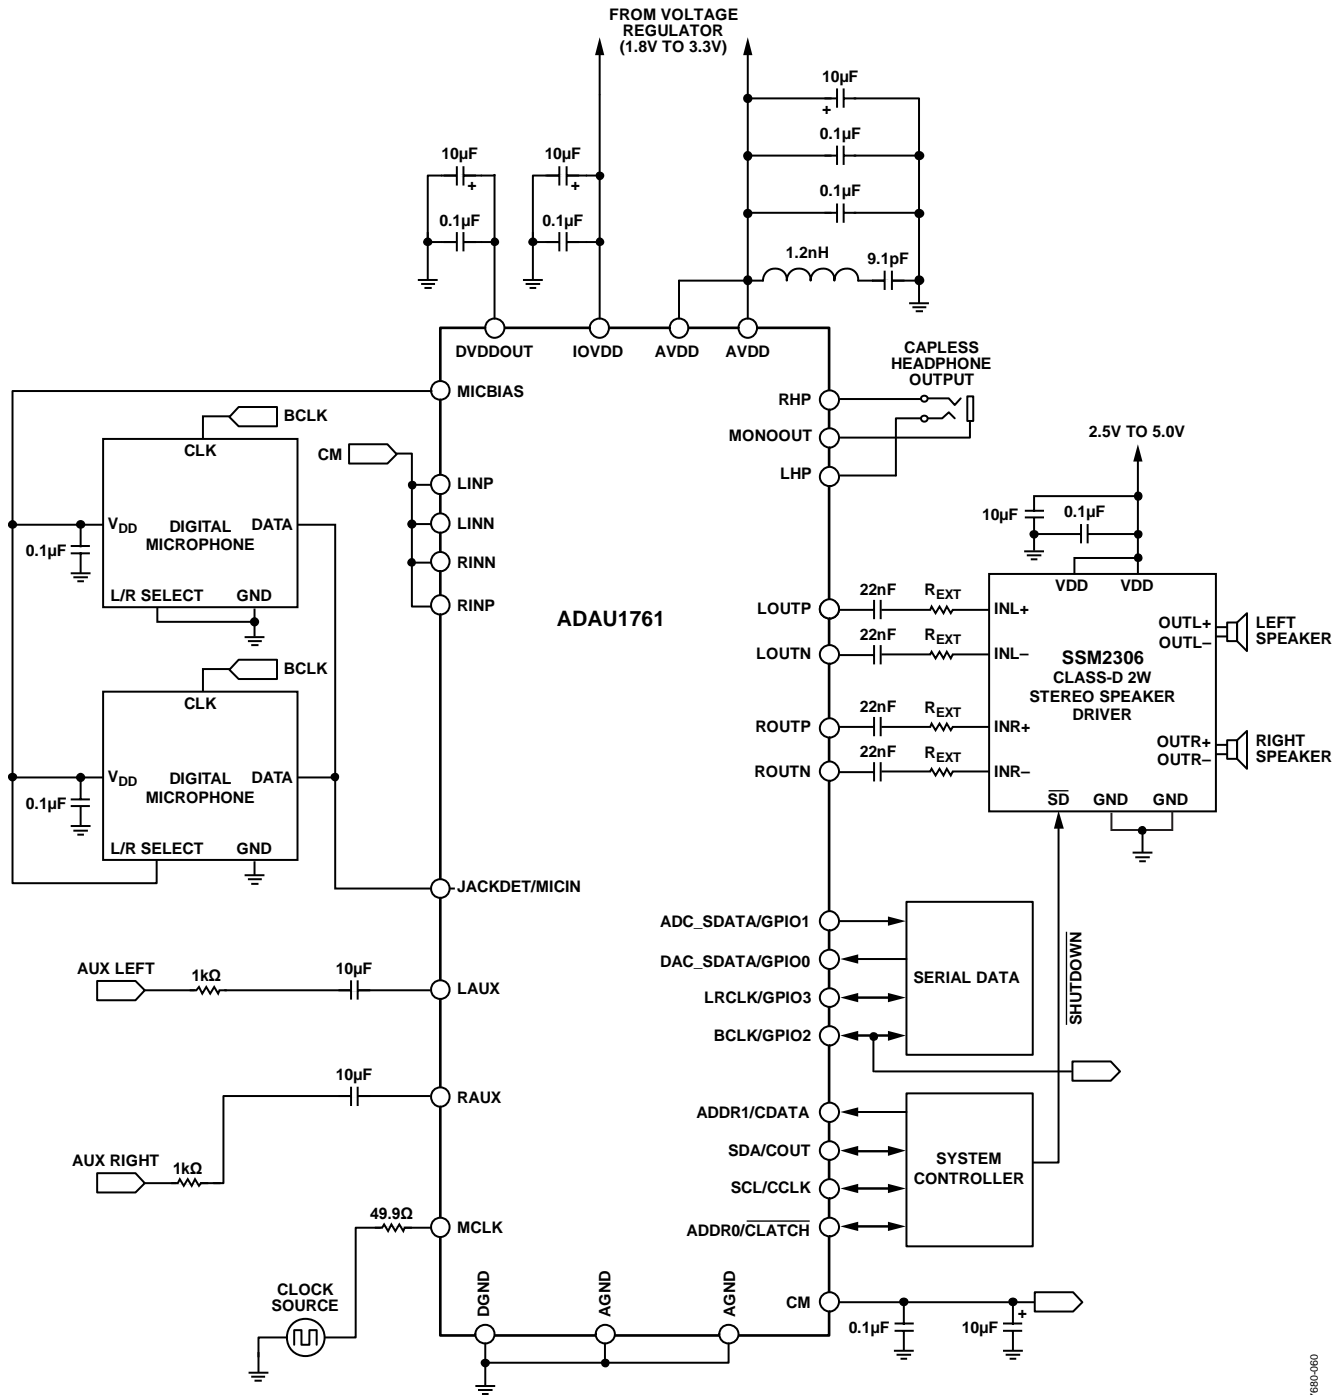 FROM VOLTAGE
REGULATOR
(1.8V TO 3.3V)
10µF
0.1µF
0.1µF
10µF
10µF
0.1µF
0.1µF
1.2nH
9.1pF
+
+
+
DVDDOUT
IOVDD
AVDD
AVDD
MICBIAS
BCLK
CLK
CM
VDD
DIGITAL
MICROPHONE
DATA
0.1µF
L/R SELECT
GND
BCLK
CLK
VDD
DIGITAL
MICROPHONE
DATA
0.1µF
L/R SELECT
GND
LINP
LINN
RINN
RINP
ADAU1761
JACKDET/MICIN
AUX LEFT
1kΩ
10µF
LAUX
10µF
RAUX
AUX RIGHT
1kΩ
49.9Ω
MCLK
CLOCK
SOURCE
DGND
AGND
AGND
CAPLESS
HEADPHONE
OUTPUT
RHP
MONOOUT
LHP
2.5V TO 5.0V
10µF
0.1µF
VDD
VDD
LOUTP
22nF
REXT
INL+
LOUTN
22nF
REXT
INL–
ROUTP
22nF
REXT
INR+
ROUTN
22nF
REXT
INR–
SSM2306
CLASS-D 2W
STEREO SPEAKER
DRIVER
OUTL+
OUTL–
LEFT
SPEAKER
OUTR+
OUTR–
RIGHT
SPEAKER
SD
GND
GND
SHUTDOWN
ADC_SDATA/GPIO1
DAC_SDATA/GPIO0
LRCLK/GPIO3
BCLK/GPIO2
SERIAL DATA
ADDR1/CDATA
SDA/COUT
SCL/CCLK
ADDR0/CLATCH
SYSTEM
CONTROLLER
CM
0.1µF
10µF
+